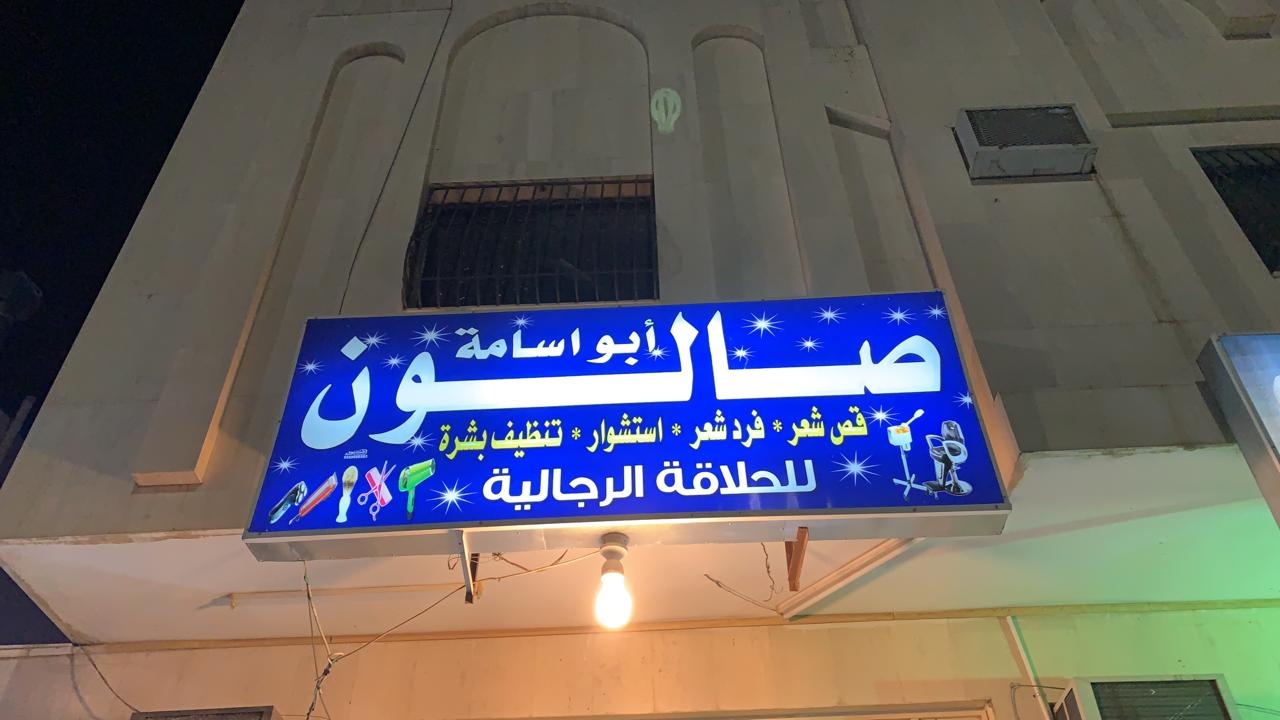 صالون
أبو اسامة
قص شعر * فرد شعر * استشوار * تنظيف بشرة
للحلاقة الرجالية